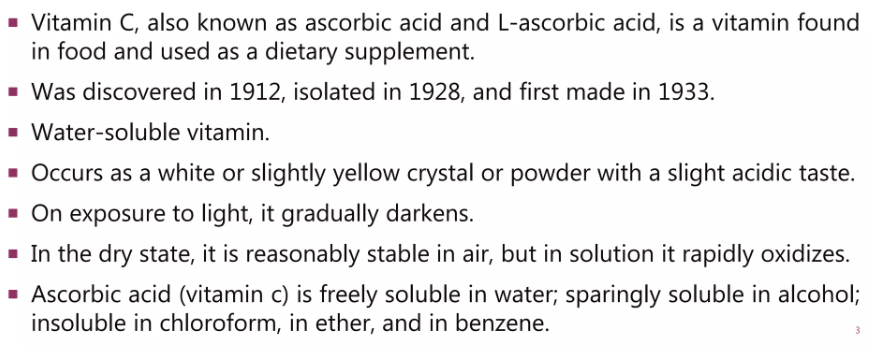 ▪ Vitamin C, also known as ascorbic acid and L-ascorbic acid, is a vitamin found
in food and used as a dietary supplement.
▪ Was discovered in 1912, isolated in 1928, and first made in 1933.
▪ Water-soluble vitamin.
▪ Occurs as a white or slightly yellow crystal or powder with a slight acidic taste.
▪ On exposure to light, it gradually darkens.
▪ In the dry state, it is reasonably stable in air, but in solution it rapidly oxidizes.
▪ Ascorbic acid (vitamin c) is freely soluble in water; sparingly soluble in alcohol;
insoluble in chloroform, in ether, and in benzene.
3